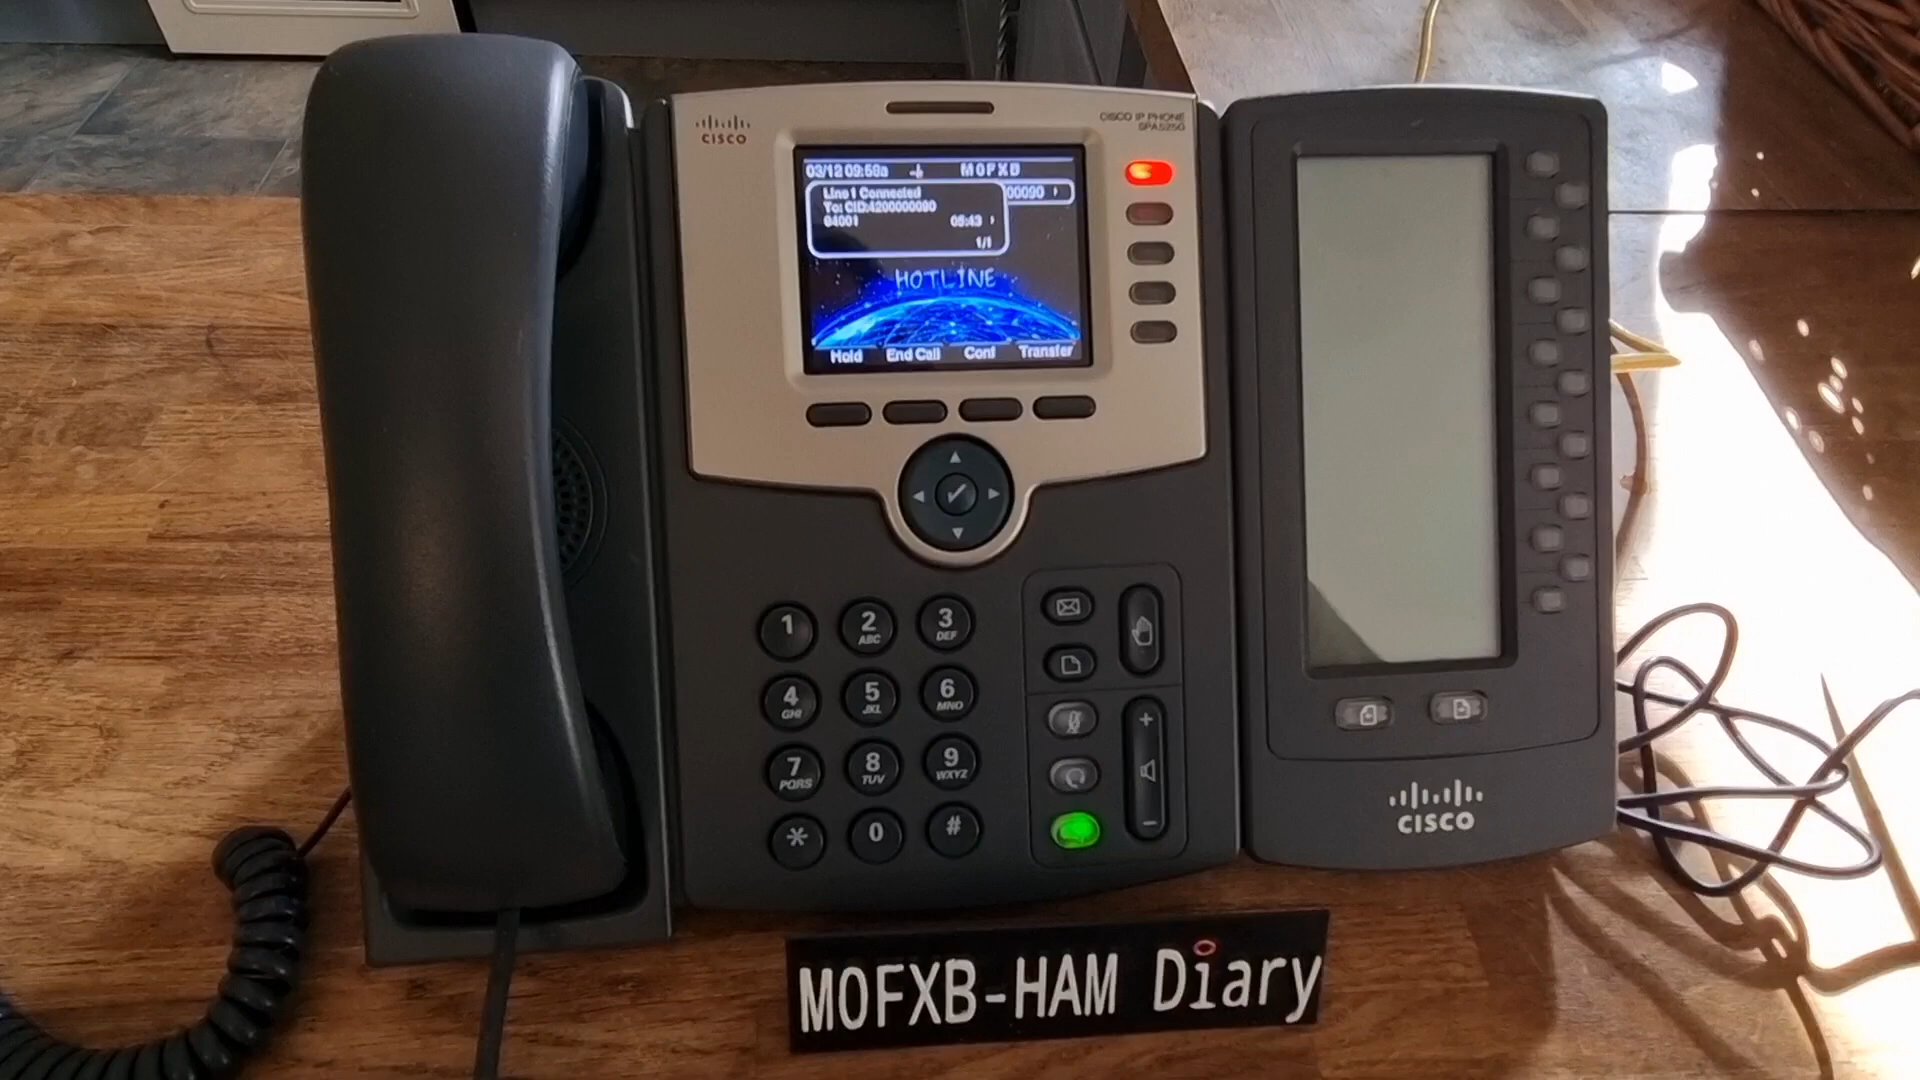 CISCO
CISCO IP PHONE
SPA525G
03/12 09:58a M0FXB
Line 1 Connected
To: CID:4200000090
84001 05:43
1/1
00090
HOTLINE
Hold End Call Conf Transfer
1 2 ABC 3 DEF
4 GHI 5 JKL 6 MNO
7 PQRS 8 TUV 9 WXYZ
* 0 #
+
-
CISCO
M0FXB-HAM Diary